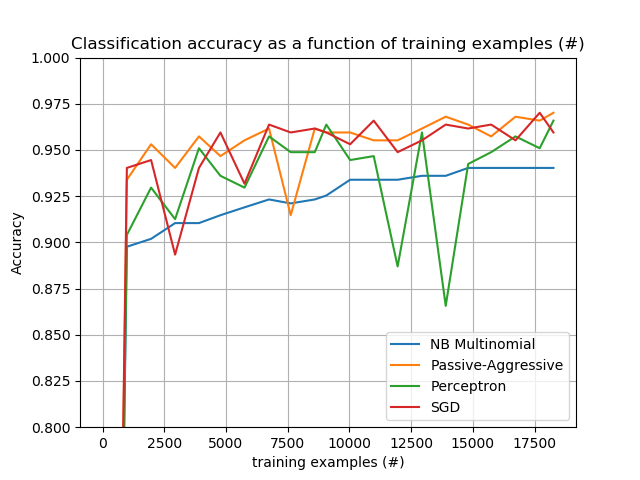 Classification accuracy as a function of training examples (#)
1.000
0.975
0.950
0.925
0.900
0.875
0.850
0.825
0.800
Accuracy
NB Multinomial
Passive-Aggressive
Perceptron
SGD
0 2500 5000 7500 10000 12500 15000 17500
training examples (#)